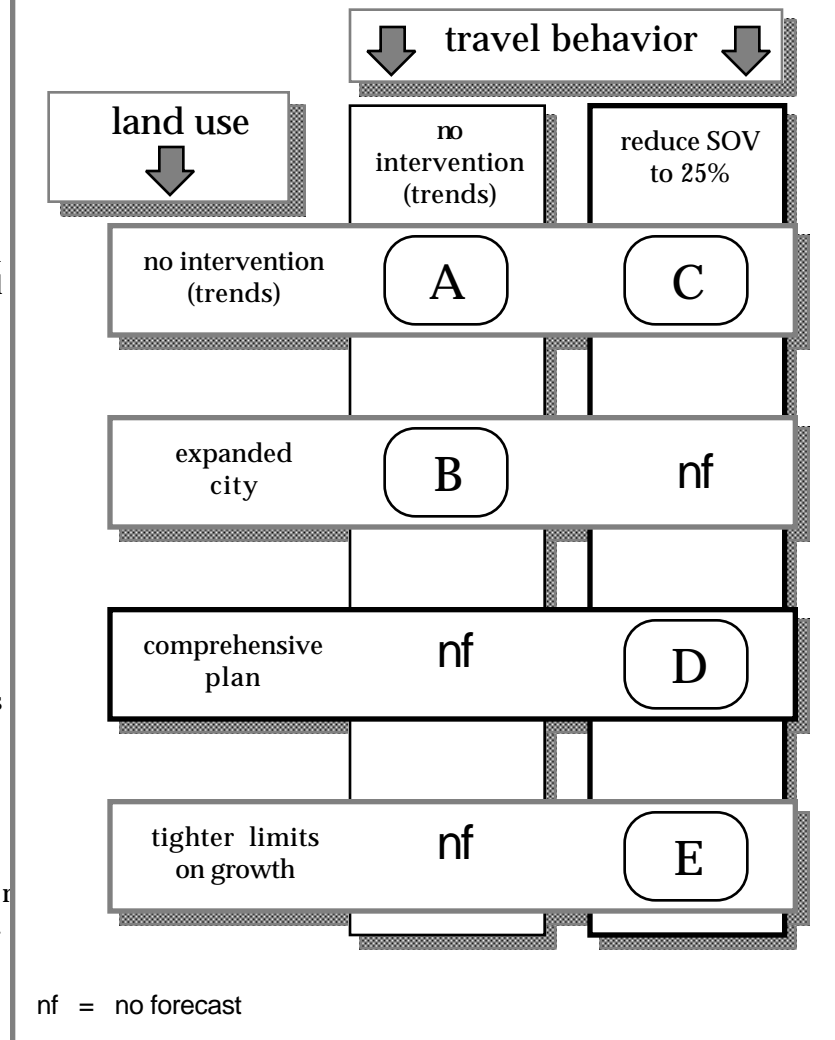 travel behavior
land use
no
intervention
(trends)
reduce SOV
to 25%
no intervention
(trends)
A
C
expanded
city
B
nf
comprehensive
plan
nf
D
tighter limits
on growth
nf
E
nf = no forecast